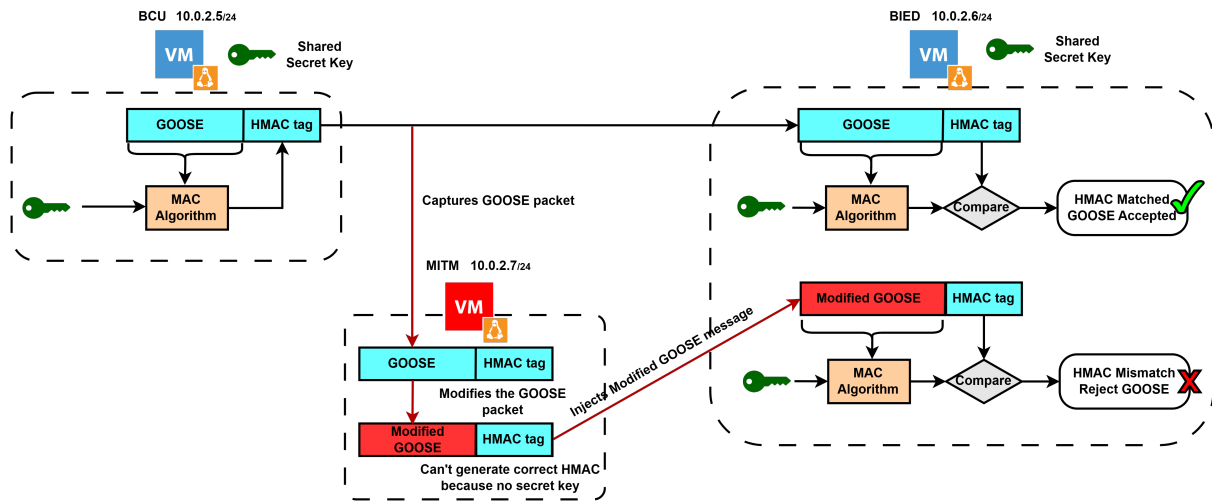 BCU 10.0.2.5/24
VM
Shared
Secret Key
GOOSE
HMAC tag
MAC
Algorithm
Captures GOOSE packet
MITM 10.0.2.7/24
VM
GOOSE
HMAC tag
Modifies the GOOSE
packet
Modified
GOOSE
HMAC tag
Can't generate correct HMAC
because no secret key
Injects Modified GOOSE message
BIED 10.0.2.6/24
VM
Shared
Secret Key
GOOSE
HMAC tag
MAC
Algorithm
Compare
HMAC Matched
GOOSE Accepted
Modified GOOSE
HMAC tag
MAC
Algorithm
Compare
HMAC Mismatch
Reject GOOSE